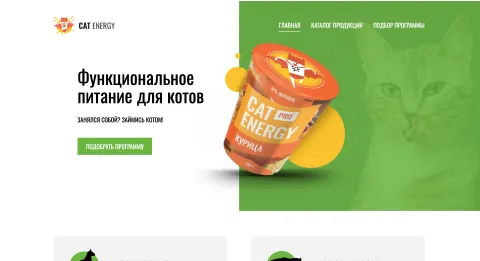 CAT ENERGY
ГЛАВНАЯ
КАТАЛОГ ПРОДУКЦИИ
ПОДБОР ПРОГРАММЫ
Функциональное
питание для котов
ЗАНЯЛСЯ СОБОЙ? ЗАЙМИСЬ КОТОМ!
ПОДОБРАТЬ ПРОГРАММУ
CAT
PRO
ENERGY
КУРИЦА